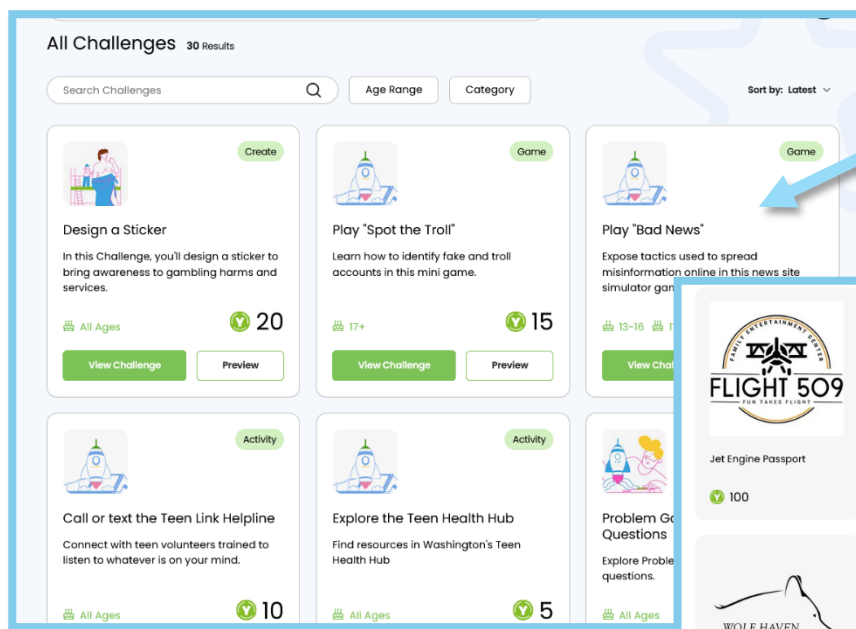 All Challenges 30 Results
Search Challenges
Age Range
Category
Sort by: Latest
Create
Design a Sticker
In this Challenge, you'll design a sticker to
bring awareness to gambling harms and
services.
All Ages
20
View Challenge
Preview
Game
Play "Spot the Troll"
Learn how to identify fake and troll
accounts in this mini game.
17+
15
View Challenge
Preview
Game
Play "Bad News"
Expose tactics used to spread
misinformation online in this news site
simulator
13-16
Activity
Call or text the Teen Link Helpline
Connect with teen volunteers trained to
listen to whatever is on your mind.
All Ages
10
Activity
Explore the Teen Health Hub
Find resources in Washington's Teen
Health Hub
All Ages
5
Problem
Questions
Explore
questions.
All Ages
FAMILY ENTERTAINMENT CENTER
FLIGHT 509
FUN TAKES FLIGHT
Jet Engine Passport
100
WOLF HAVEN